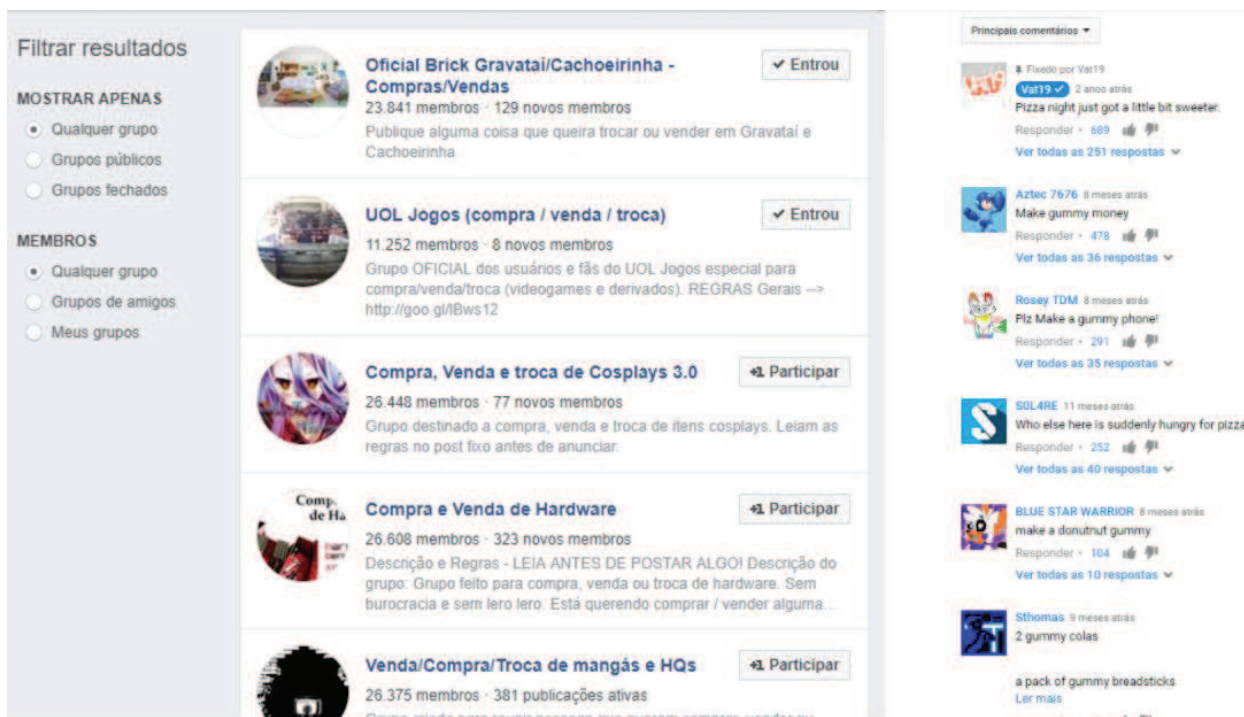 Filtrar resultados
MOSTRAR APENAS
Qualquer grupo
Grupos públicos
Grupos fechados
MEMBROS
Qualquer grupo
Grupos de amigos
Meus grupos
Oficial Brick Gravataí/Cachoeirinha -
Compras/Vendas
✔ Entrou
23.841 membros · 129 novos membros
Publique alguma coisa que queira trocar ou vender em Gravataí e
Cachoeirinha
UOL Jogos (compra / venda / troca)
✔ Entrou
11.252 membros · 8 novos membros
Grupo OFICIAL dos usuários e fãs do UOL Jogos especial para
compra/venda/troca (videogames e derivados). REGRAS Gerais -->
http://goo.gl/lBws12
Compra, Venda e troca de Cosplays 3.0
+1 Participar
26.448 membros · 77 novos membros
Grupo destinado a compra, venda e troca de itens cosplays. Leiam as
regras no post fixo antes de anunciar.
Comp.
de Ha
Compra e Venda de Hardware
+1 Participar
26.608 membros · 323 novos membros
Descrição e Regras - LEIA ANTES DE POSTAR ALGO! Descrição do
grupo: Grupo feito para compra, venda ou troca de hardware. Sem
burocracia e sem lero lero. Está querendo comprar / vender alguma...
Venda/Compra/Troca de mangás e HQs
+1 Participar
26.375 membros · 381 publicações ativas
Principais comentários
Fixado por Vat19
Vat19 ✔ 2 anos atrás
Pizza night just got a little bit sweeter.
Responder · 689
Ver todas as 251 respostas
Aztec 7676 8 meses atrás
Make gummy money
Responder · 478
Ver todas as 36 respostas
Rosey TDM 8 meses atrás
Plz Make a gummy phone!
Responder · 291
Ver todas as 35 respostas
S0L4RE 11 meses atrás
Who else here is suddenly hungry for pizza
Responder · 252
Ver todas as 40 respostas
BLUE STAR WARRIOR 8 meses atrás
make a donutnut gummy
Responder · 104
Ver todas as 10 respostas
Sthomas 9 meses atrás
2 gummy colas
a pack of gummy breadsticks
Ler mais